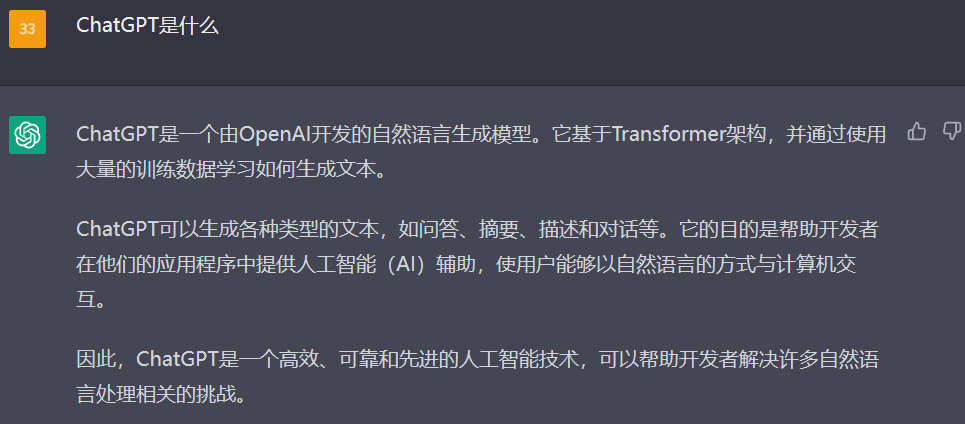 33
ChatGPT是什么
ChatGPT是一个由OpenAI开发的自然语言生成模型。它基于Transformer架构，并通过使用
大量的训练数据学习如何生成文本。
ChatGPT可以生成各种类型的文本，如问答、摘要、描述和对话等。它的目的是帮助开发者
在他们的应用程序中提供人工智能（AI）辅助，使用户能够以自然语言的方式与计算机交
互。
因此，ChatGPT是一个高效、可靠和先进的人工智能技术，可以帮助开发者解决许多自然语
言处理相关的挑战。